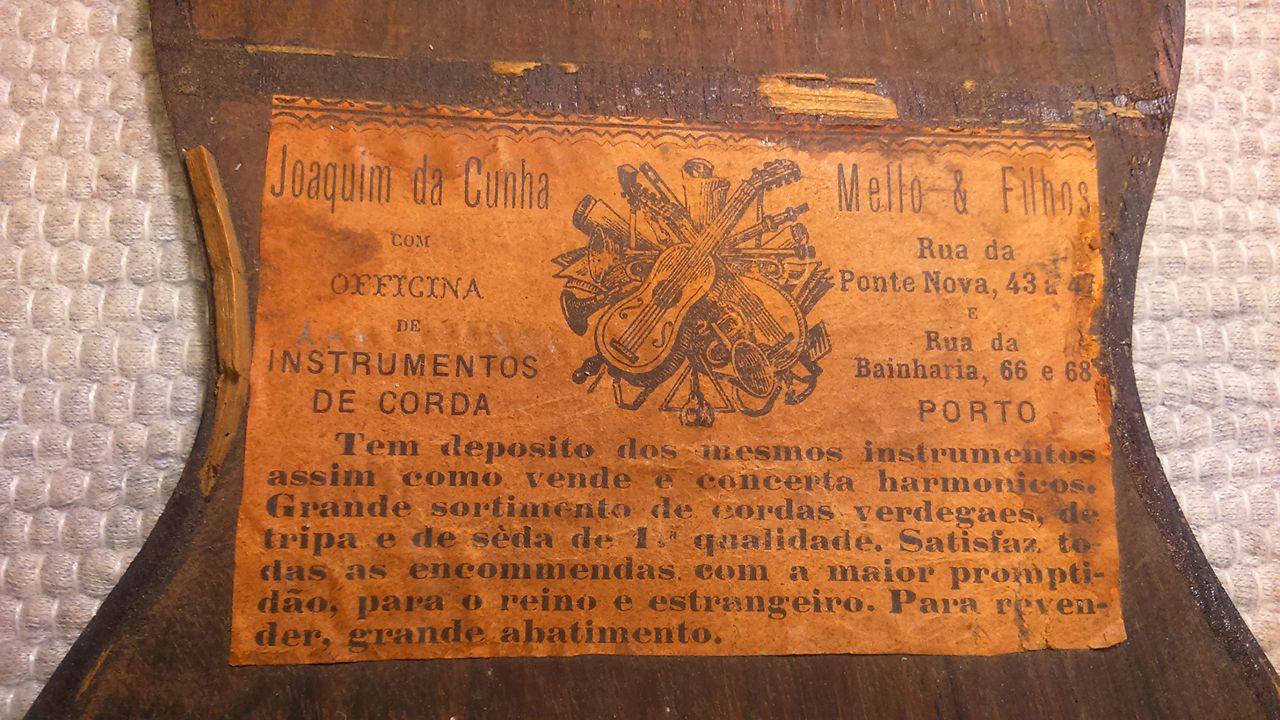 Joaquim da Cunha
COM
OFFICINA
DE
INSTRUMENTOS
DE CORDA
Mello & Filhos
Rua da
Ponte Nova, 43 a 47
E
Rua da
Bainharia, 66 e 68
PORTO
Tem deposito dos mesmos instrumentos
assim como vende e concerta harmonicos.
Grande sortimento de cordas verdegaes, de
tripa e de sèda de 1.ª qualidade. Satisfaz to-
das as encommendas com a maior prompti-
dão, para o reino e estrangeiro. Para reven-
der, grande abatimento.